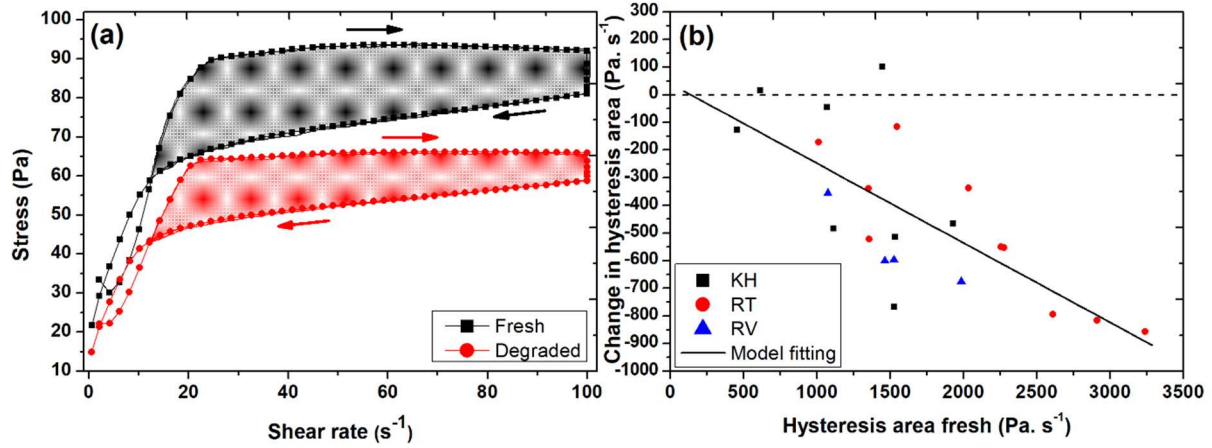 (a)
100
90
80
70
60
50
40
30
20
10
Stress (Pa)
0 20 40 60 80 100
Shear rate (s-1)
Fresh
Degraded
(b)
300
200
100
0
-100
-200
-300
-400
-500
-600
-700
-800
-900
-1000
Change in hysteresis area (Pa. s-1)
KH
RT
RV
Model fitting
0 500 1000 1500 2000 2500 3000 3500
Hysteresis area fresh (Pa. s-1)